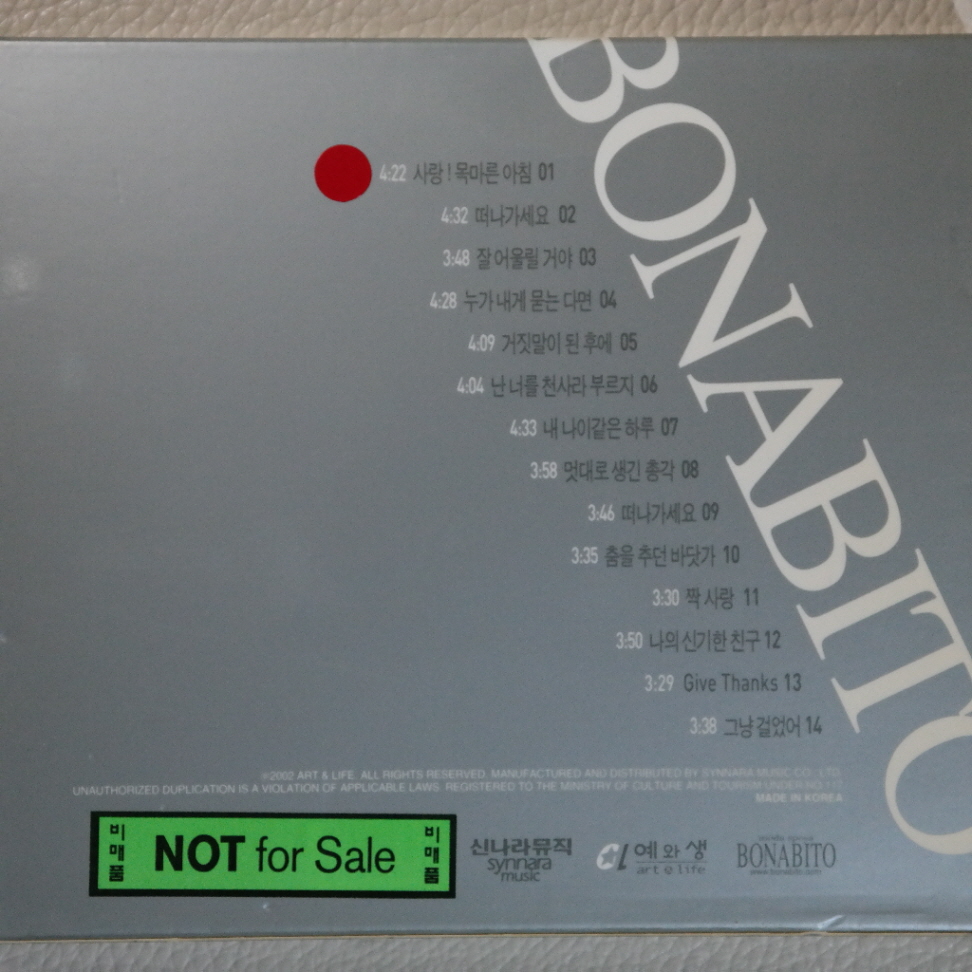 BONABITO
4:22 사랑! 목마른 아침 01
4:32 떠나가세요 02
3:48 잘 어울릴 거야 03
4:28 누가 내게 묻는 다면 04
4:09 거짓말이 된 후에 05
4:04 난 너를 천사라 부르지 06
4:33 내 나이같은 하루 07
3:58 멋대로 생긴 총각 08
3:46 떠나가세요 09
3:35 춤을 추던 바닷가 10
3:30 짝 사랑 11
3:50 나의 신기한 친구 12
3:29 Give Thanks 13
3:38 그냥 걸었어 14
℗2002 ART & LIFE. ALL RIGHTS RESERVED. MANUFACTURED AND DISTRIBUTED BY SYNNARA MUSIC CO., LTD.
UNAUTHORIZED DUPLICATION IS A VIOLATION OF APPLICABLE LAWS. REGISTERED TO THE MINISTRY OF CULTURE AND TOURISM UNDER NO.
MADE IN KOREA
비매품 NOT for Sale 비매품
신나라뮤직
synnara
music
예와생
art e life
BONABITO
www.bonabito.com